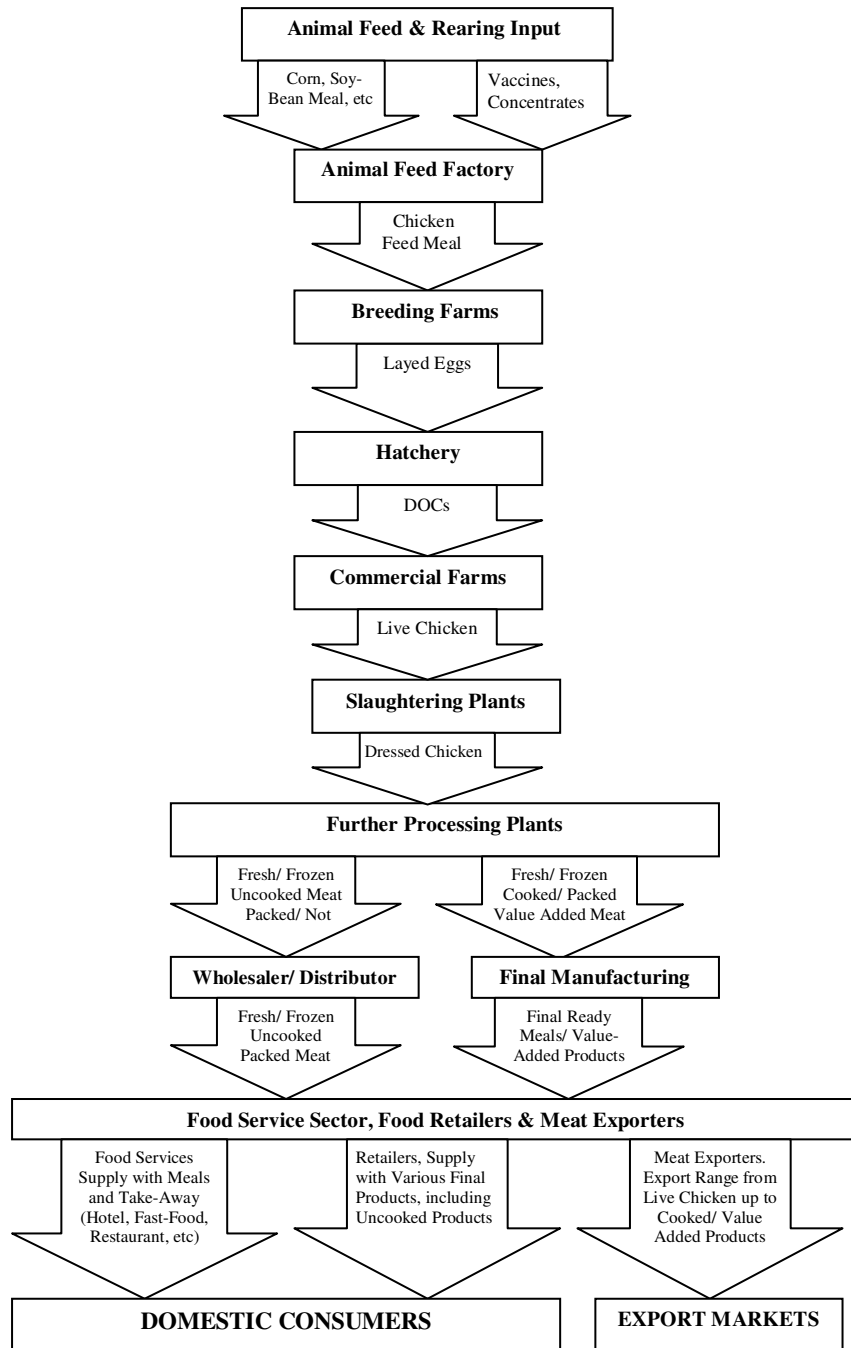 Animal Feed & Rearing Input
Corn, Soy-
Bean Meal, etc
Vaccines,
Concentrates
Animal Feed Factory
Chicken
Feed Meal
Breeding Farms
Layed Eggs
Hatchery
DOCs
Commercial Farms
Live Chicken
Slaughtering Plants
Dressed Chicken
Further Processing Plants
Fresh/ Frozen
Uncooked Meat
Packed/ Not
Fresh/ Frozen
Cooked/ Packed
Value Added Meat
Wholesaler/ Distributor
Final Manufacturing
Fresh/ Frozen
Uncooked
Packed Meat
Final Ready
Meals/ Value-
Added Products
Food Service Sector, Food Retailers & Meat Exporters
Food Services
Supply with Meals
and Take-Away
(Hotel, Fast-Food,
Restaurant, etc)
Retailers, Supply
with Various Final
Products, including
Uncooked Products
Meat Exporters.
Export Range from
Live Chicken up to
Cooked/ Value
Added Products
DOMESTIC CONSUMERS
EXPORT MARKETS